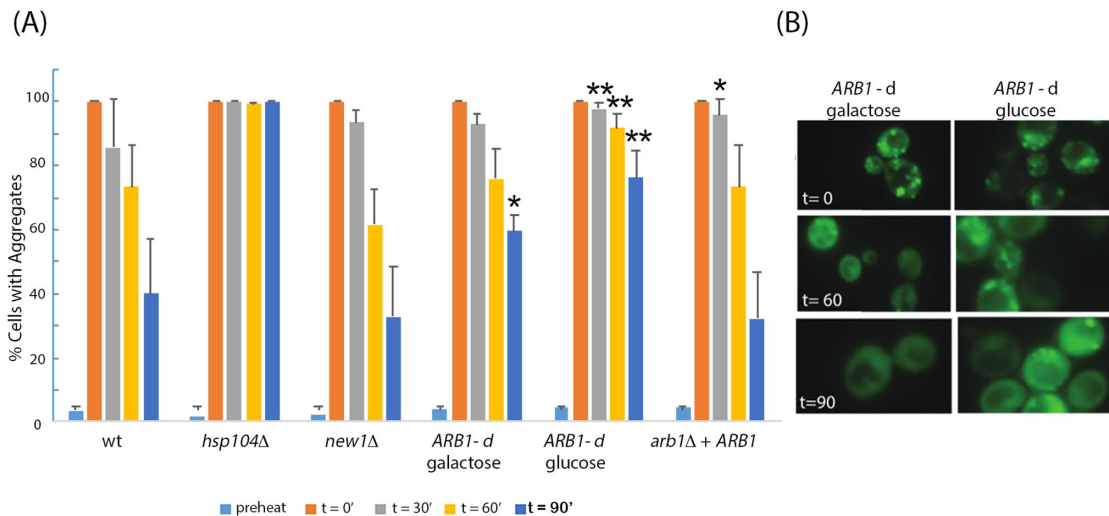 (A)
(B)
% Cells with Aggregates
100
80
60
40
20
0
*
**
**
**
*
wt
hsp104Δ
new1Δ
ARB1- d
galactose
ARB1- d
glucose
arb1Δ + ARB1
preheat t = 0' t = 30' t = 60' t = 90'
ARB1 - d
galactose
ARB1 - d
glucose
t= 0
t= 60
t=90